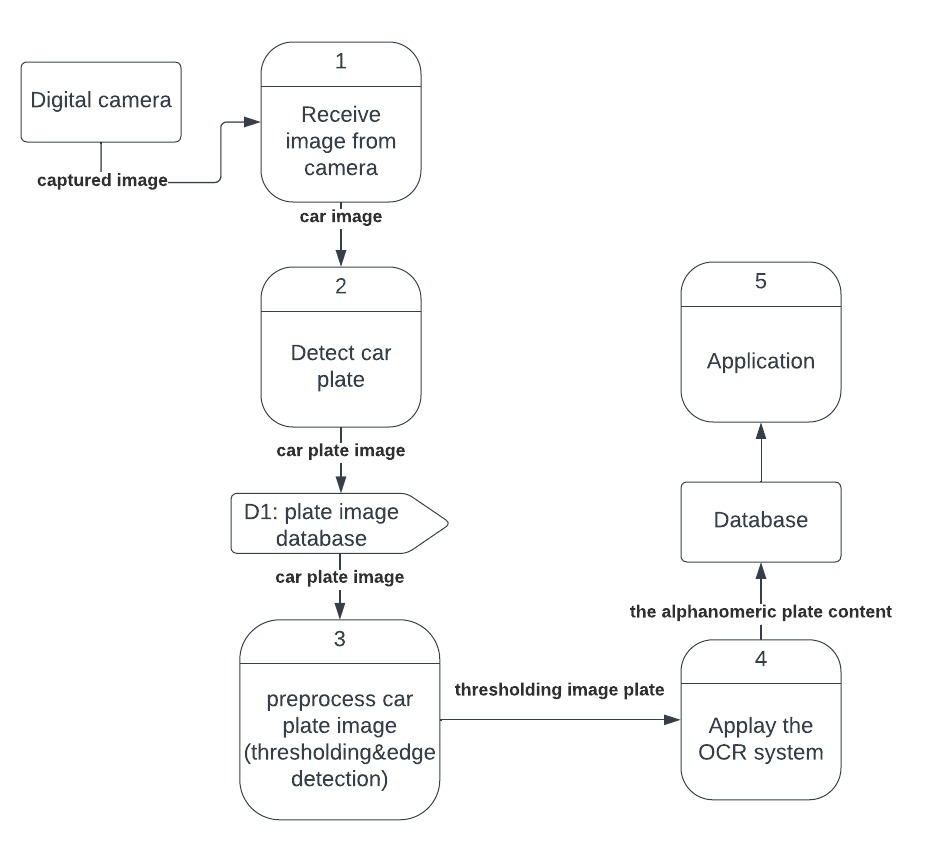 Digital camera
captured image
1
Receive
image from
camera
car image
2
Detect car
plate
car plate image
D1: plate image
database
car plate image
3
preprocess car
plate image
(thresholding&edge
detection)
thresholding image plate
4
Applay the
OCR system
the alphanomeric plate content
Database
5
Application